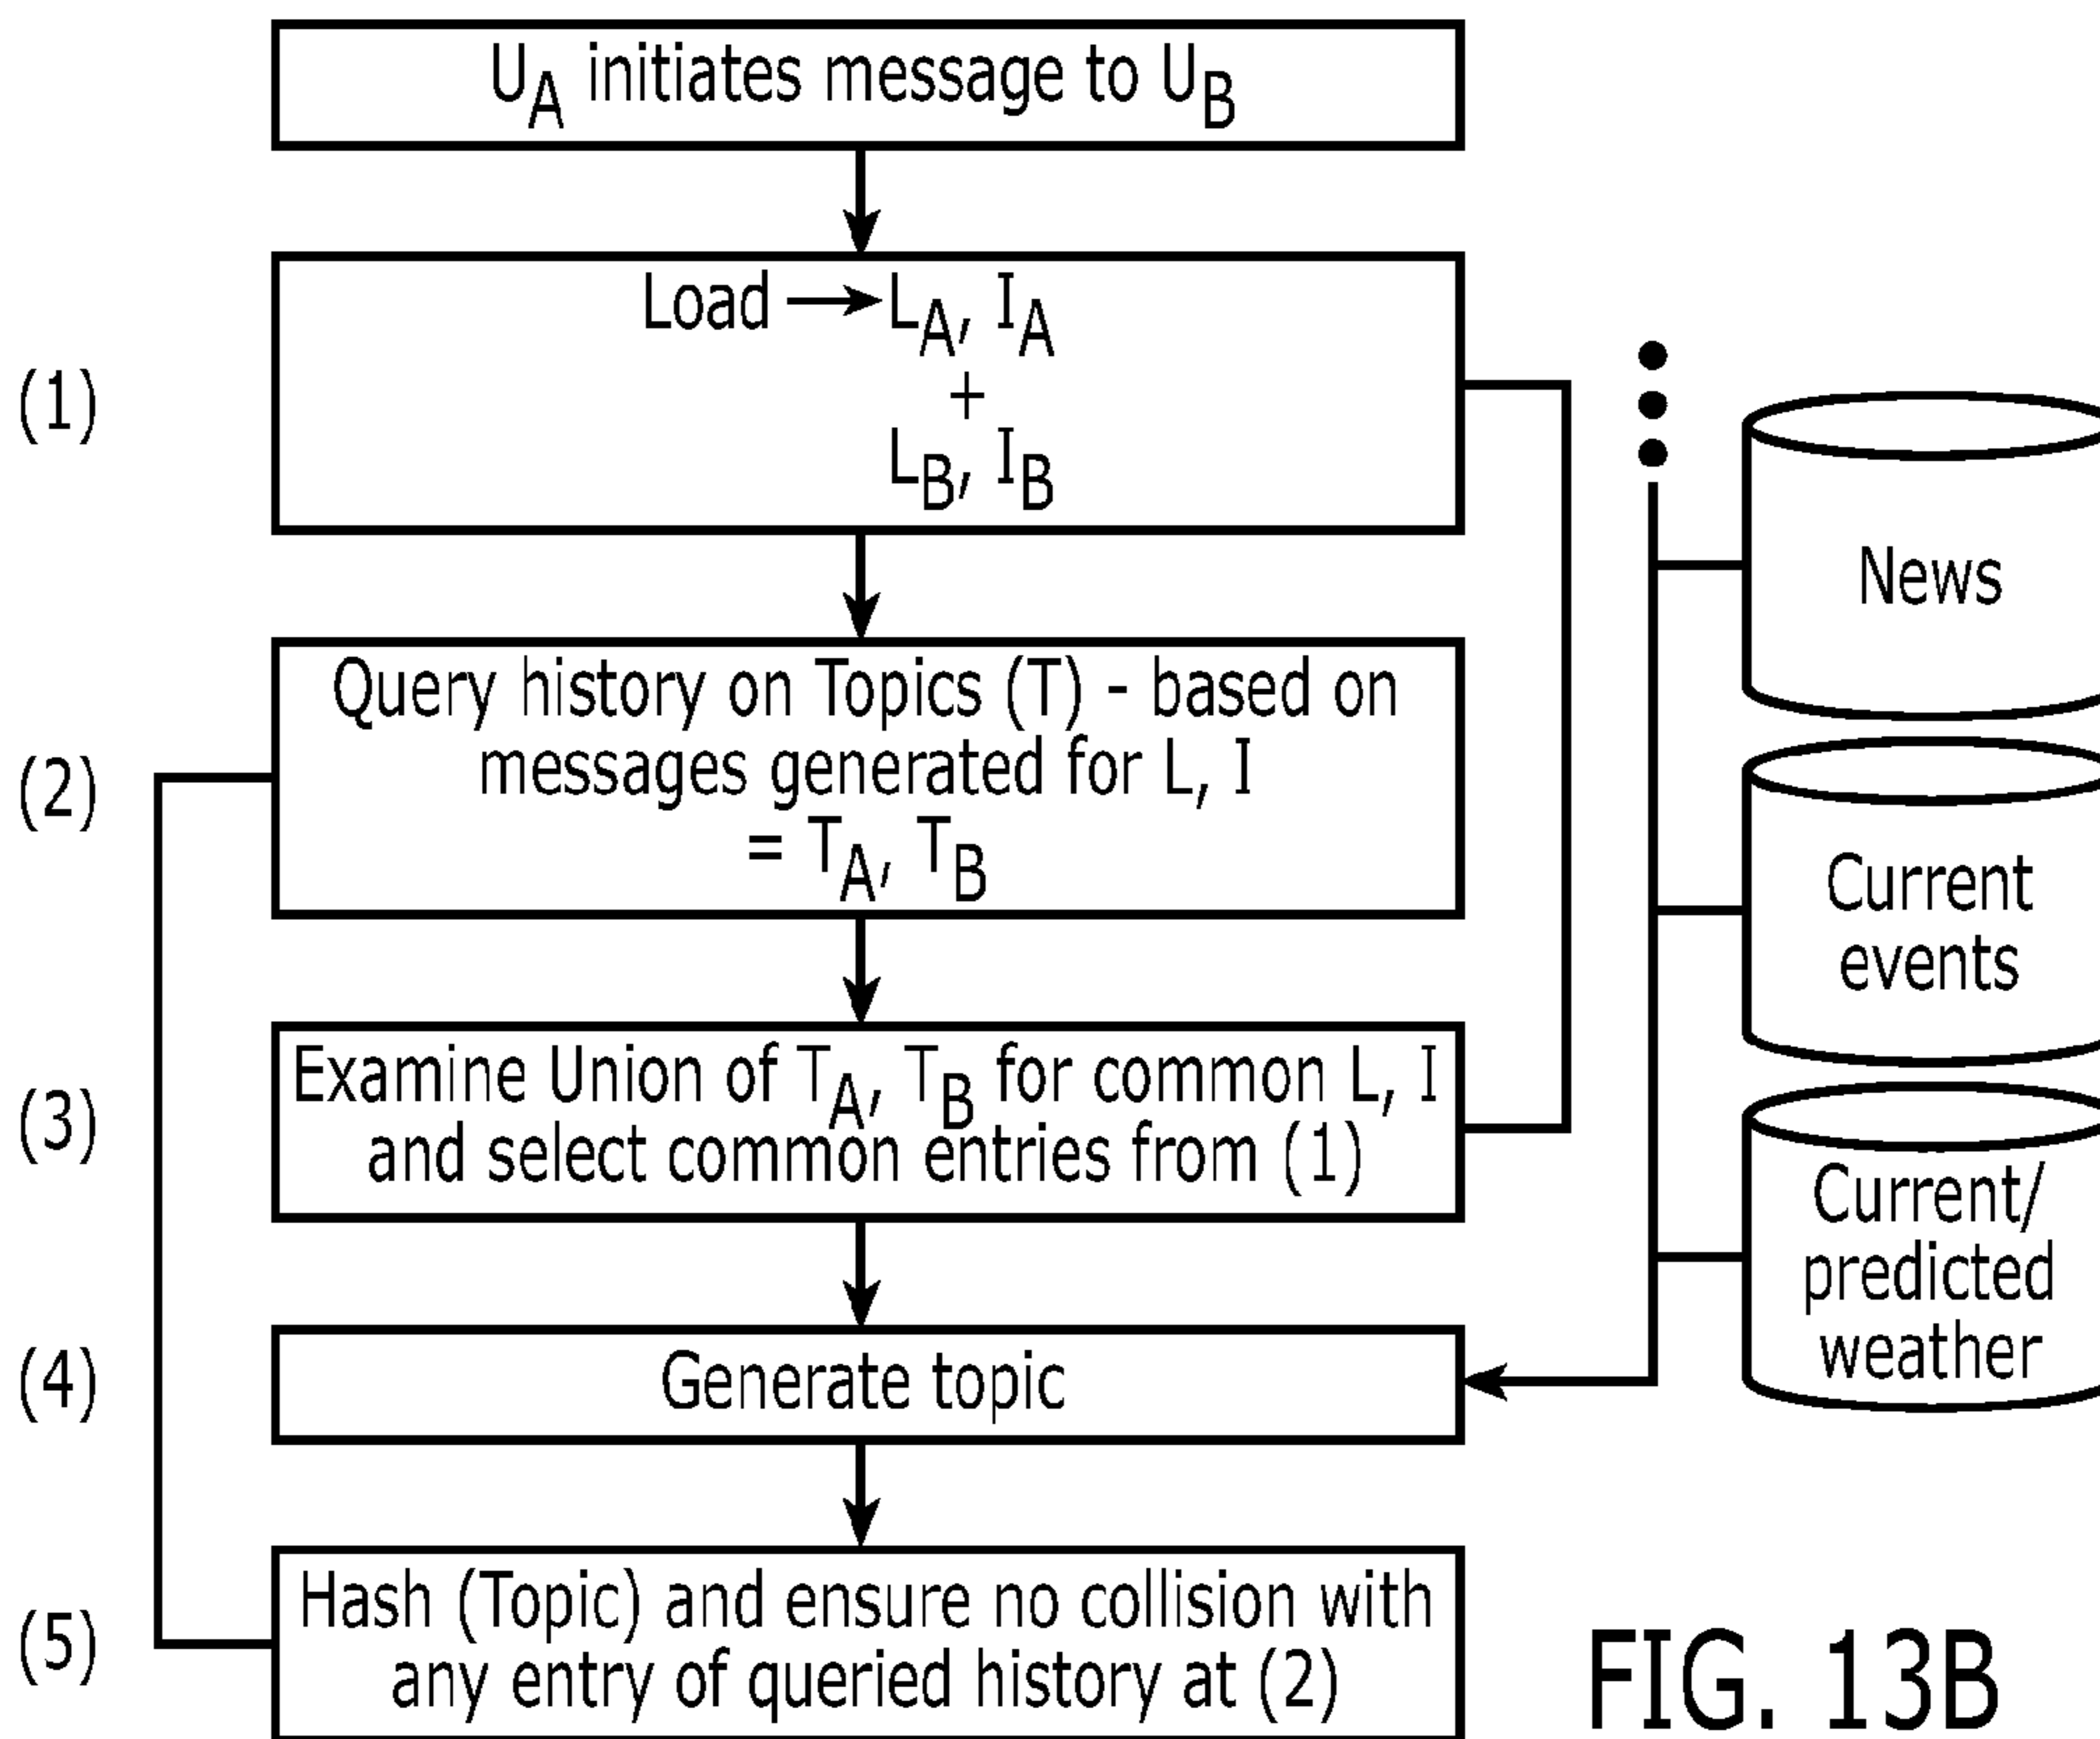 U_A initiates message to U_B
(1)
Load → L_A, I_A
+
L_B, I_B
(2)
Query history on Topics (T) - based on
messages generated for L, I
= T_A, T_B
(3)
Examine Union of T_A, T_B for common L, I
and select common entries from (1)
(4)
Generate topic
(5)
Hash (Topic) and ensure no collision with
any entry of queried history at (2)
News
Current
events
Current/
predicted
weather
FIG. 13B